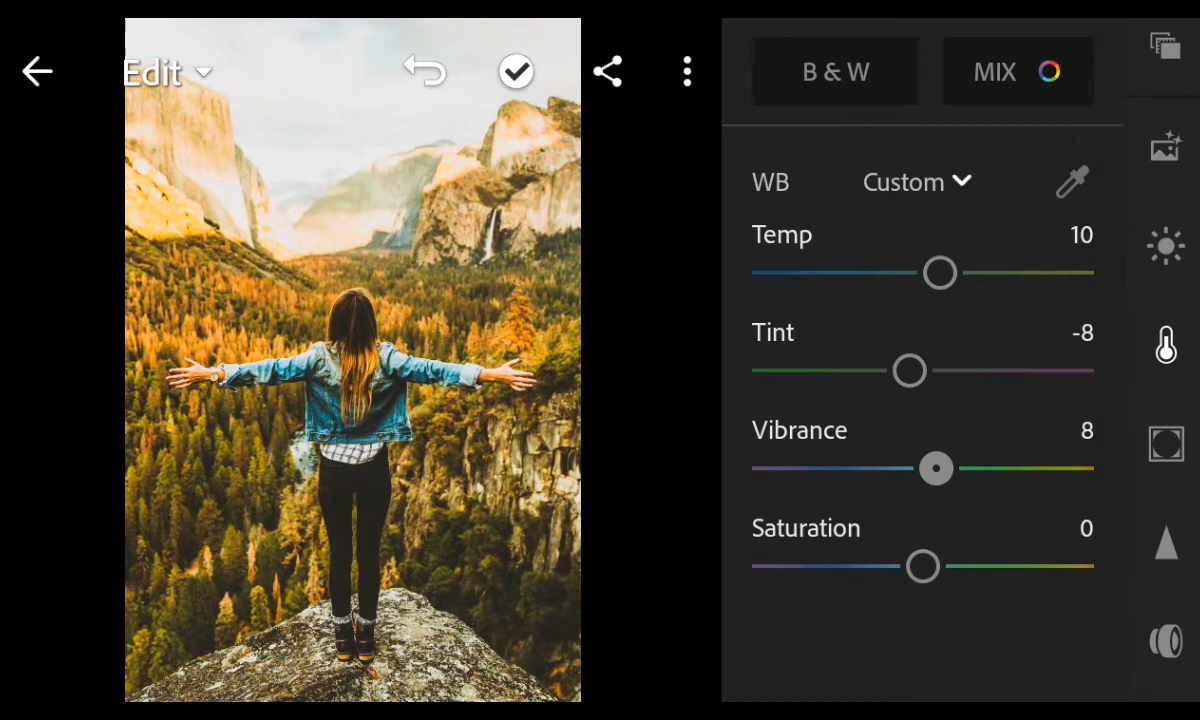 Edit
B & W
MIX
WB Custom
Temp 10
Tint -8
Vibrance 8
Saturation 0